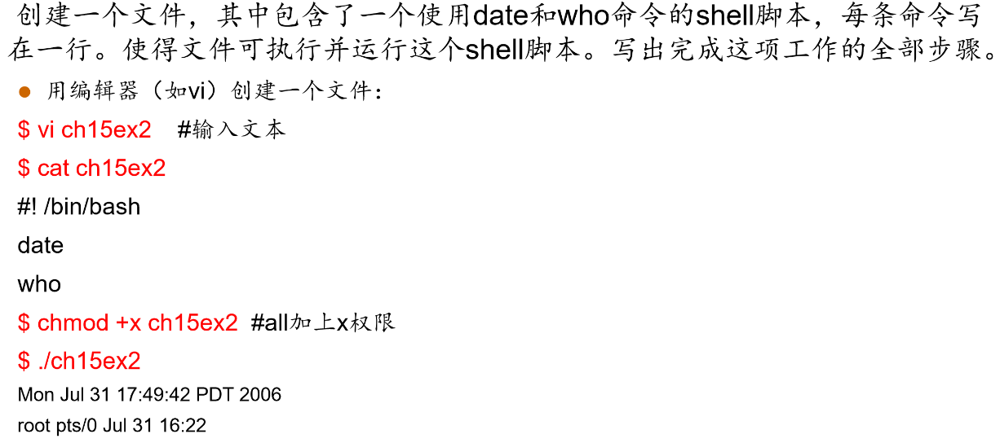 创建一个文件，其中包含了一个使用date和who命令的shell脚本，每条命令写
在一行。使得文件可执行并运行这个shell脚本。写出完成这项工作的全部步骤。
● 用编辑器（如vi）创建一个文件：
$ vi ch15ex2 #输入文本
$ cat ch15ex2
#! /bin/bash
date
who
$ chmod +x ch15ex2 #all加上x权限
$ ./ch15ex2
Mon Jul 31 17:49:42 PDT 2006
root pts/0 Jul 31 16:22